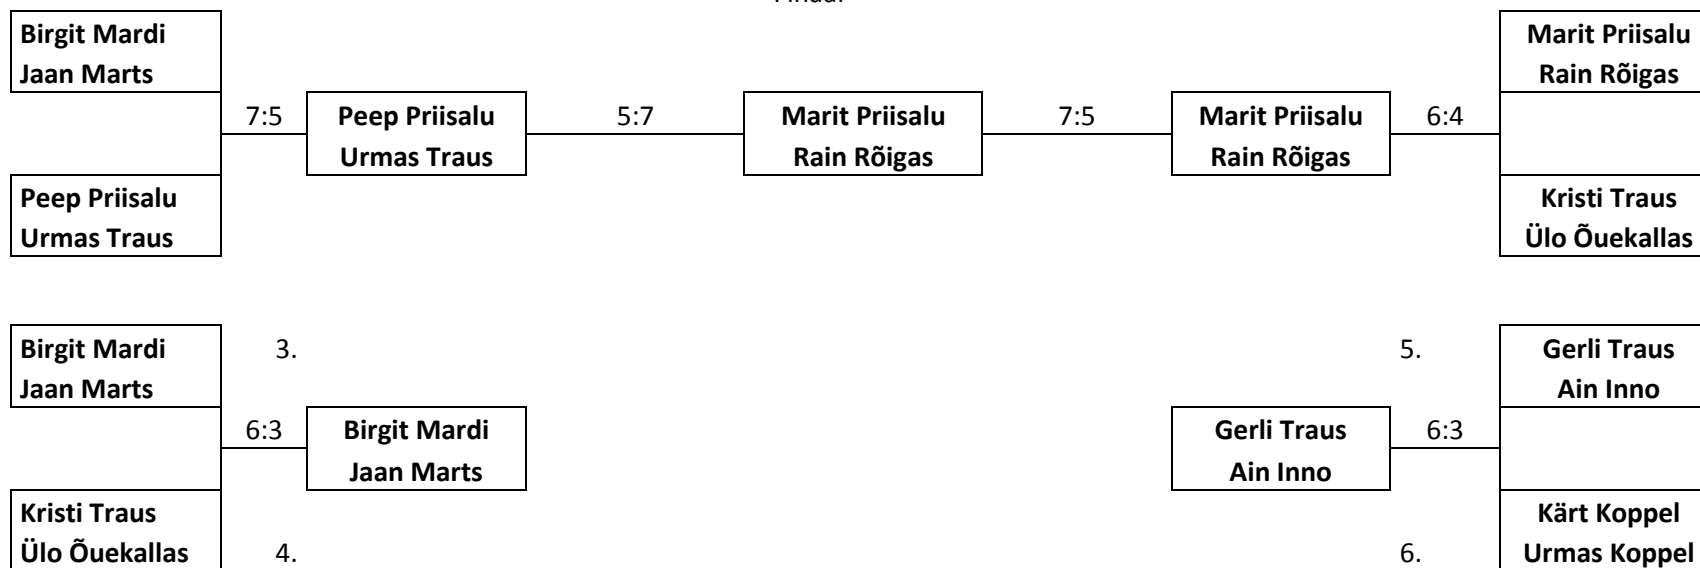 Birgit Mardi
Jaan Marts
Marit Priisalu
Rain Rõigas
7:5
Peep Priisalu
Urmas Traus
5:7
Marit Priisalu
Rain Rõigas
7:5
Marit Priisalu
Rain Rõigas
6:4
Peep Priisalu
Urmas Traus
Kristi Traus
Ülo Õuekallas
Birgit Mardi
Jaan Marts
3.
5.
Gerli Traus
Ain Inno
6:3
Birgit Mardi
Jaan Marts
Gerli Traus
Ain Inno
6:3
Kristi Traus
Ülo Õuekallas
4.
6.
Kärt Koppel
Urmas Koppel